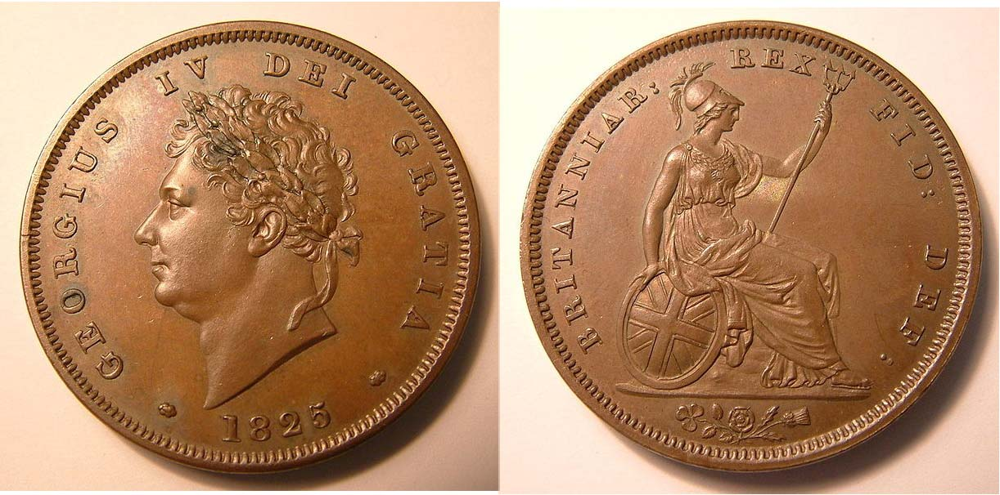 GEORGIUS IV DEI GRATIA
1825
BRITANNIAR: REX FID: DEF: